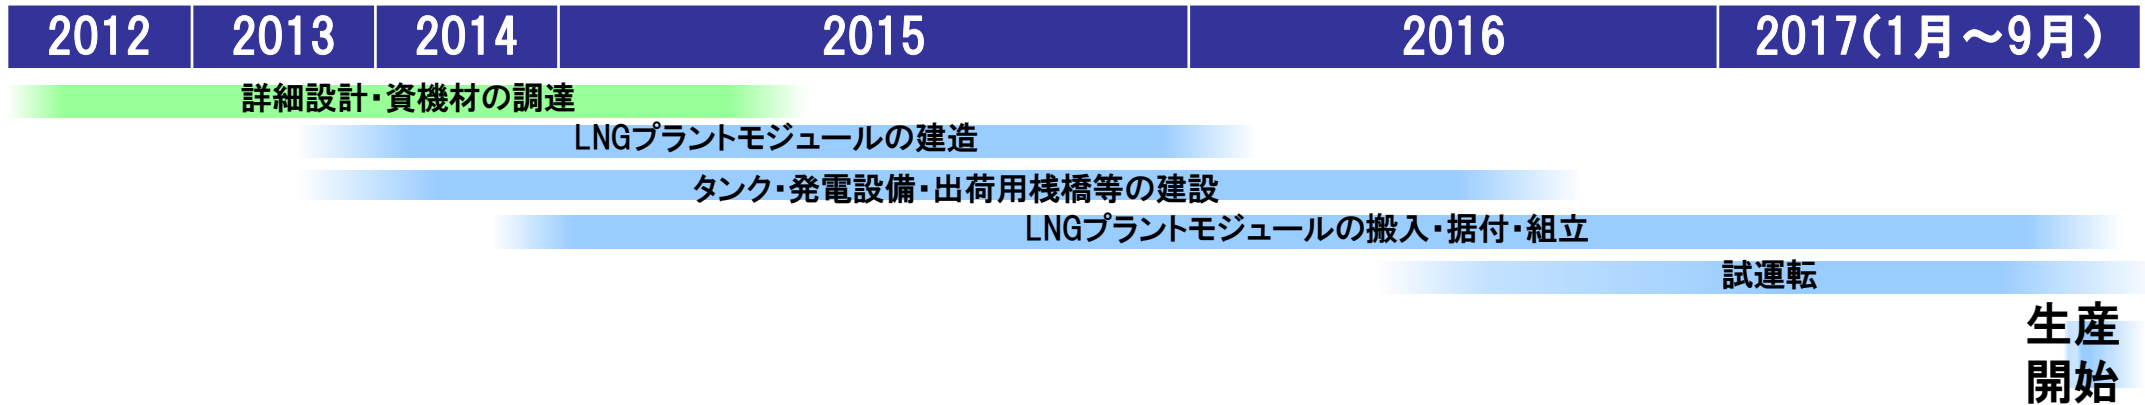 2012 2013 2014 2015 2016 2017(1月～9月)
詳細設計・資機材の調達
LNGプラントモジュールの建造
タンク・発電設備・出荷用桟橋等の建設
LNGプラントモジュールの搬入・据付・組立
試運転
生産
開始